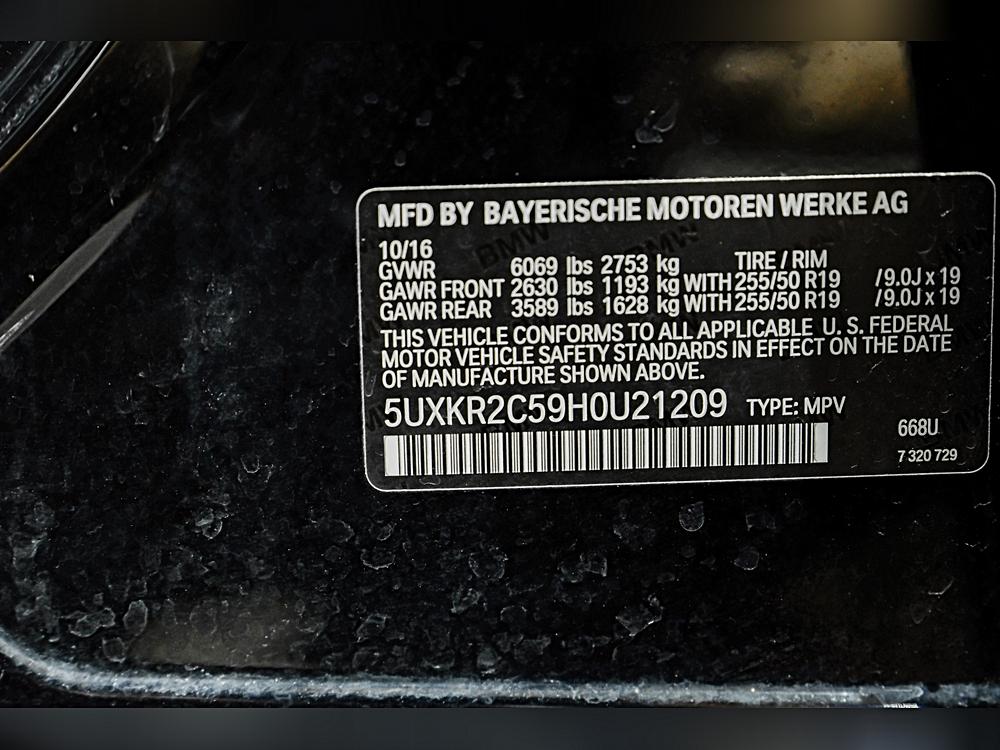 MFD BY BAYERISCHE MOTOREN WERKE AG
10/16 TIRE / RIM
GVWR 6069 lbs 2753 kg
GAWR FRONT 2630 lbs 1193 kg WITH 255/50 R19 /9.0J x 19
GAWR REAR 3589 lbs 1628 kg WITH 255/50 R19 /9.0J x 19
THIS VEHICLE CONFORMS TO ALL APPLICABLE U. S. FEDERAL
MOTOR VEHICLE SAFETY STANDARDS IN EFFECT ON THE DATE
OF MANUFACTURE SHOWN ABOVE.
5UXKR2C59H0U21209 TYPE: MPV
668U
7 320 729
BMW
BMW